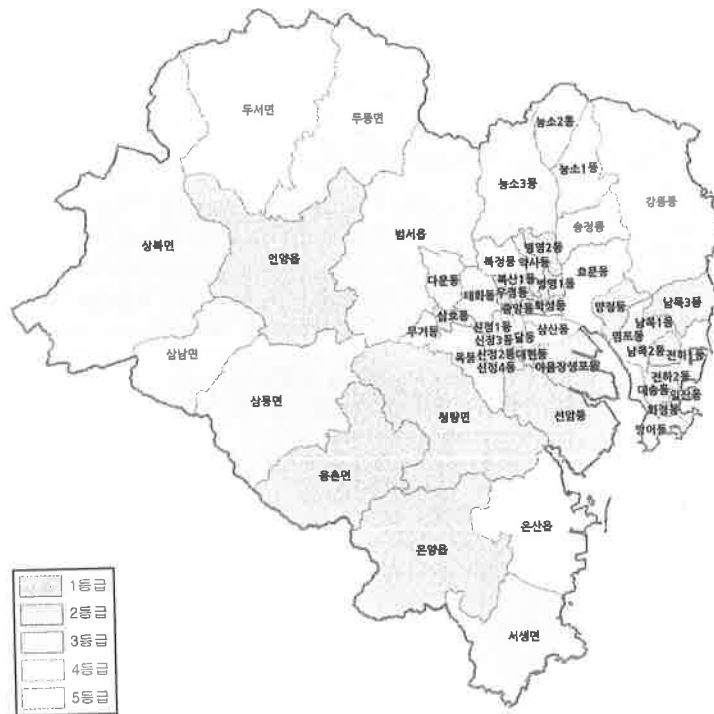 두서면
두동면
농소2동
농소1동
농소3동
강동동
송정동
상북면
언양읍
범서읍
병영2동
약사동
북정동
효문동
다운동
복산1동
병영1동
태화동
우정동
학성동
중앙동
양정동
남목3동
삼호동
신정1동
삼산동
남목1동
염포동
무거동
신정3동
달동
남목2동
전하1동
삼남면
옥동
신정2동
대현동
신정4동
야음장생포동
전하2동
대송동
일산동
화정동
방어동
삼동면
청량면
선암동
웅촌면
온산읍
온양읍
서생면
1등급
2등급
3등급
4등급
5등급